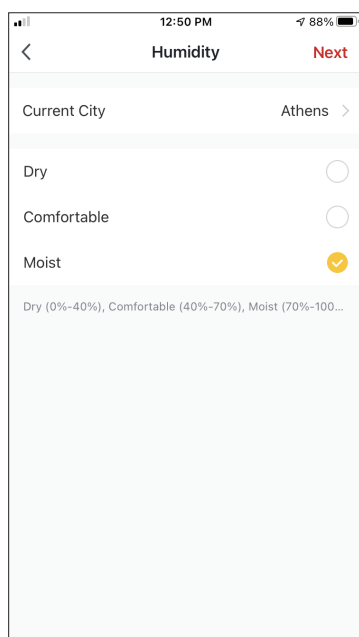 12:50 PM 88%
Humidity Next
Current City Athens
Dry
Comfortable
Moist
Dry (0%-40%), Comfortable (40%-70%), Moist (70%-100...